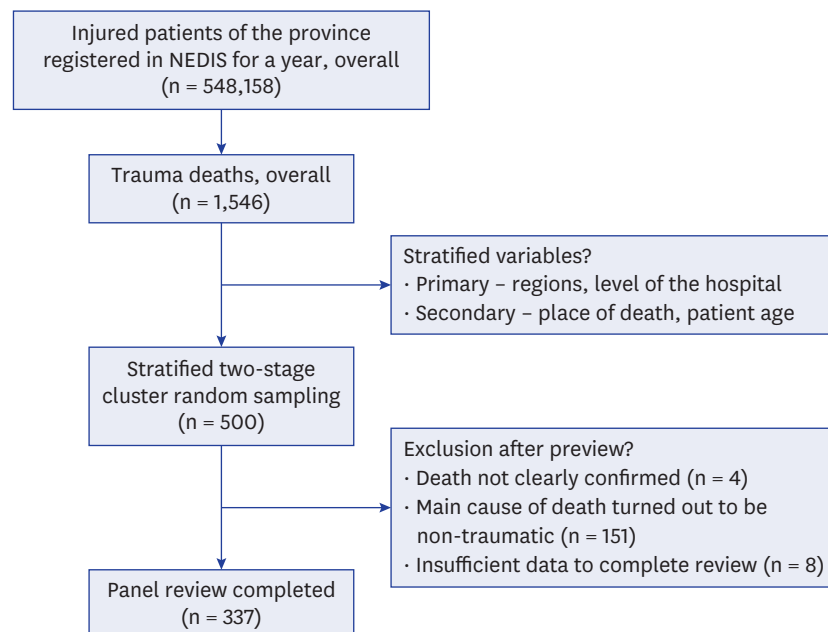 Injured patients of the province
registered in NEDIS for a year, overall
(n = 548,158)
Trauma deaths, overall
(n = 1,546)
Stratified variables?
· Primary – regions, level of the hospital
· Secondary – place of death, patient age
Stratified two-stage
cluster random sampling
(n = 500)
Exclusion after preview?
· Death not clearly confirmed (n = 4)
· Main cause of death turned out to be
non-traumatic (n = 151)
· Insufficient data to complete review (n = 8)
Panel review completed
(n = 337)